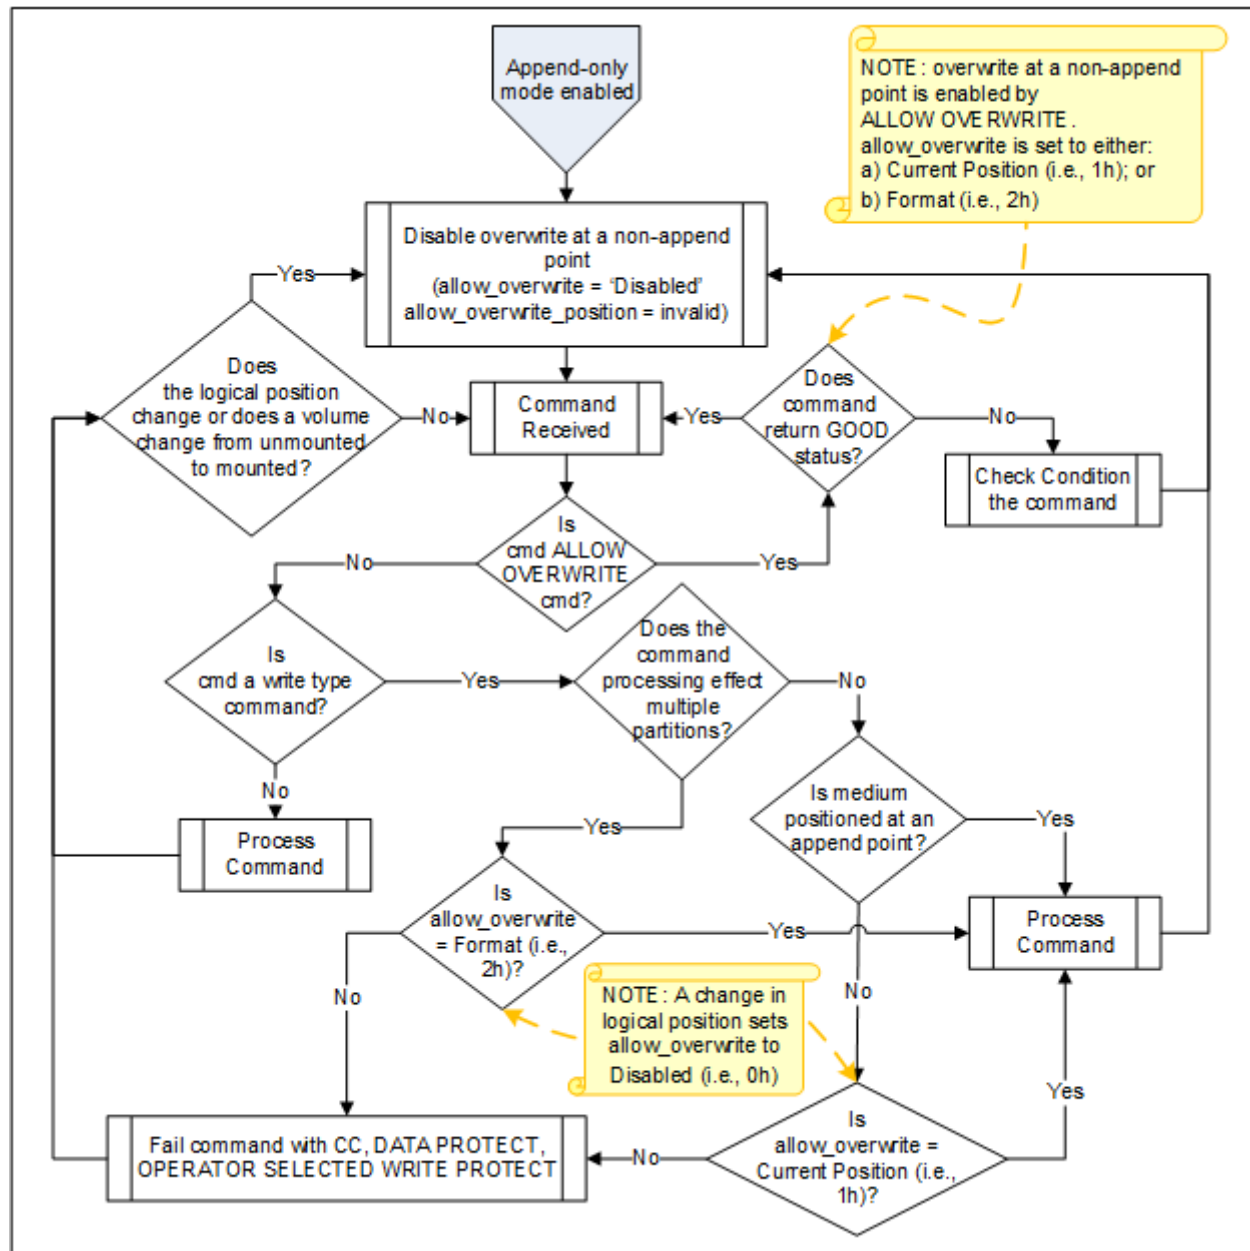 Append-only
mode enabled
NOTE : overwrite at a non-append
point is enabled by
ALLOW OVERWRITE .
allow_overwrite is set to either:
a) Current Position (i.e., 1h); or
b) Format (i.e., 2h)
Disable overwrite at a non-append
point
(allow_overwrite = ‘Disabled’
allow_overwrite_position = invalid)
Yes
Does
the logical position
change or does a volume
change from unmounted
to mounted?
No
Command
Received
Yes
Does
command
return GOOD
status?
No
Check Condition
the command
Is
cmd ALLOW
OVERWRITE
cmd?
No
Yes
Is
cmd a write type
command?
Yes
Does the
command
processing effect
multiple
partitions?
No
No
Process
Command
Yes
Is medium
positioned at an
append point?
Yes
Is
allow_overwrite
= Format (i.e.,
2h)?
Yes
Process
Command
No
No
NOTE : A change in
logical position sets
allow_overwrite to
Disabled (i.e., 0h)
Yes
Fail command with CC, DATA PROTECT,
OPERATOR SELECTED WRITE PROTECT
No
Is
allow_overwrite =
Current Position (i.e.,
1h)?